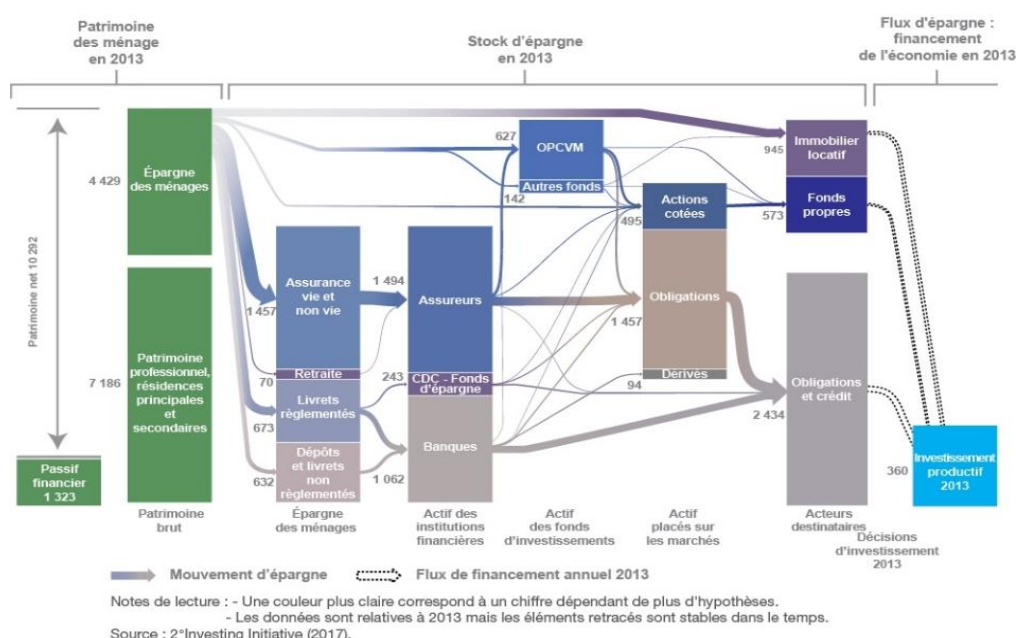 Patrimoine
des ménage
en 2013
Stock d'épargne
en 2013
Flux d'épargne :
financement
de l'économie en 2013
Patrimoine net 10 292
4 429
Épargne
des ménages
7 186
Patrimoine
professionnel,
résidences
principales
et
secondaires
Passif
financier
1 323
Patrimoine
brut
1 457
Assurance
vie et
non vie
70
Retraite
673
Livrets
règlementés
632
Dépôts
et livrets
non
règlementés
Épargne
des ménages
1 494
Assureurs
243
CDC - Fonds
d'épargne
1 062
Banques
Actif des
institutions
financières
627
OPCVM
142
Autres fonds
Actif
des fonds
d'investissements
495
Actions
cotées
1 457
Obligations
94
Dérivés
Actif
placés sur
les marchés
945
Immobilier
locatif
573
Fonds
propres
2 434
Obligations
et crédit
Acteurs
destinataires
360
Investissement
productif
2013
Décisions
d'investissement
2013
Mouvement d'épargne
Flux de financement annuel 2013
Notes de lecture : - Une couleur plus claire correspond à un chiffre dépendant de plus d'hypothèses.
- Les données sont relatives à 2013 mais les éléments retracés sont stables dans le temps.
Source : 2°Investing Initiative (2017).